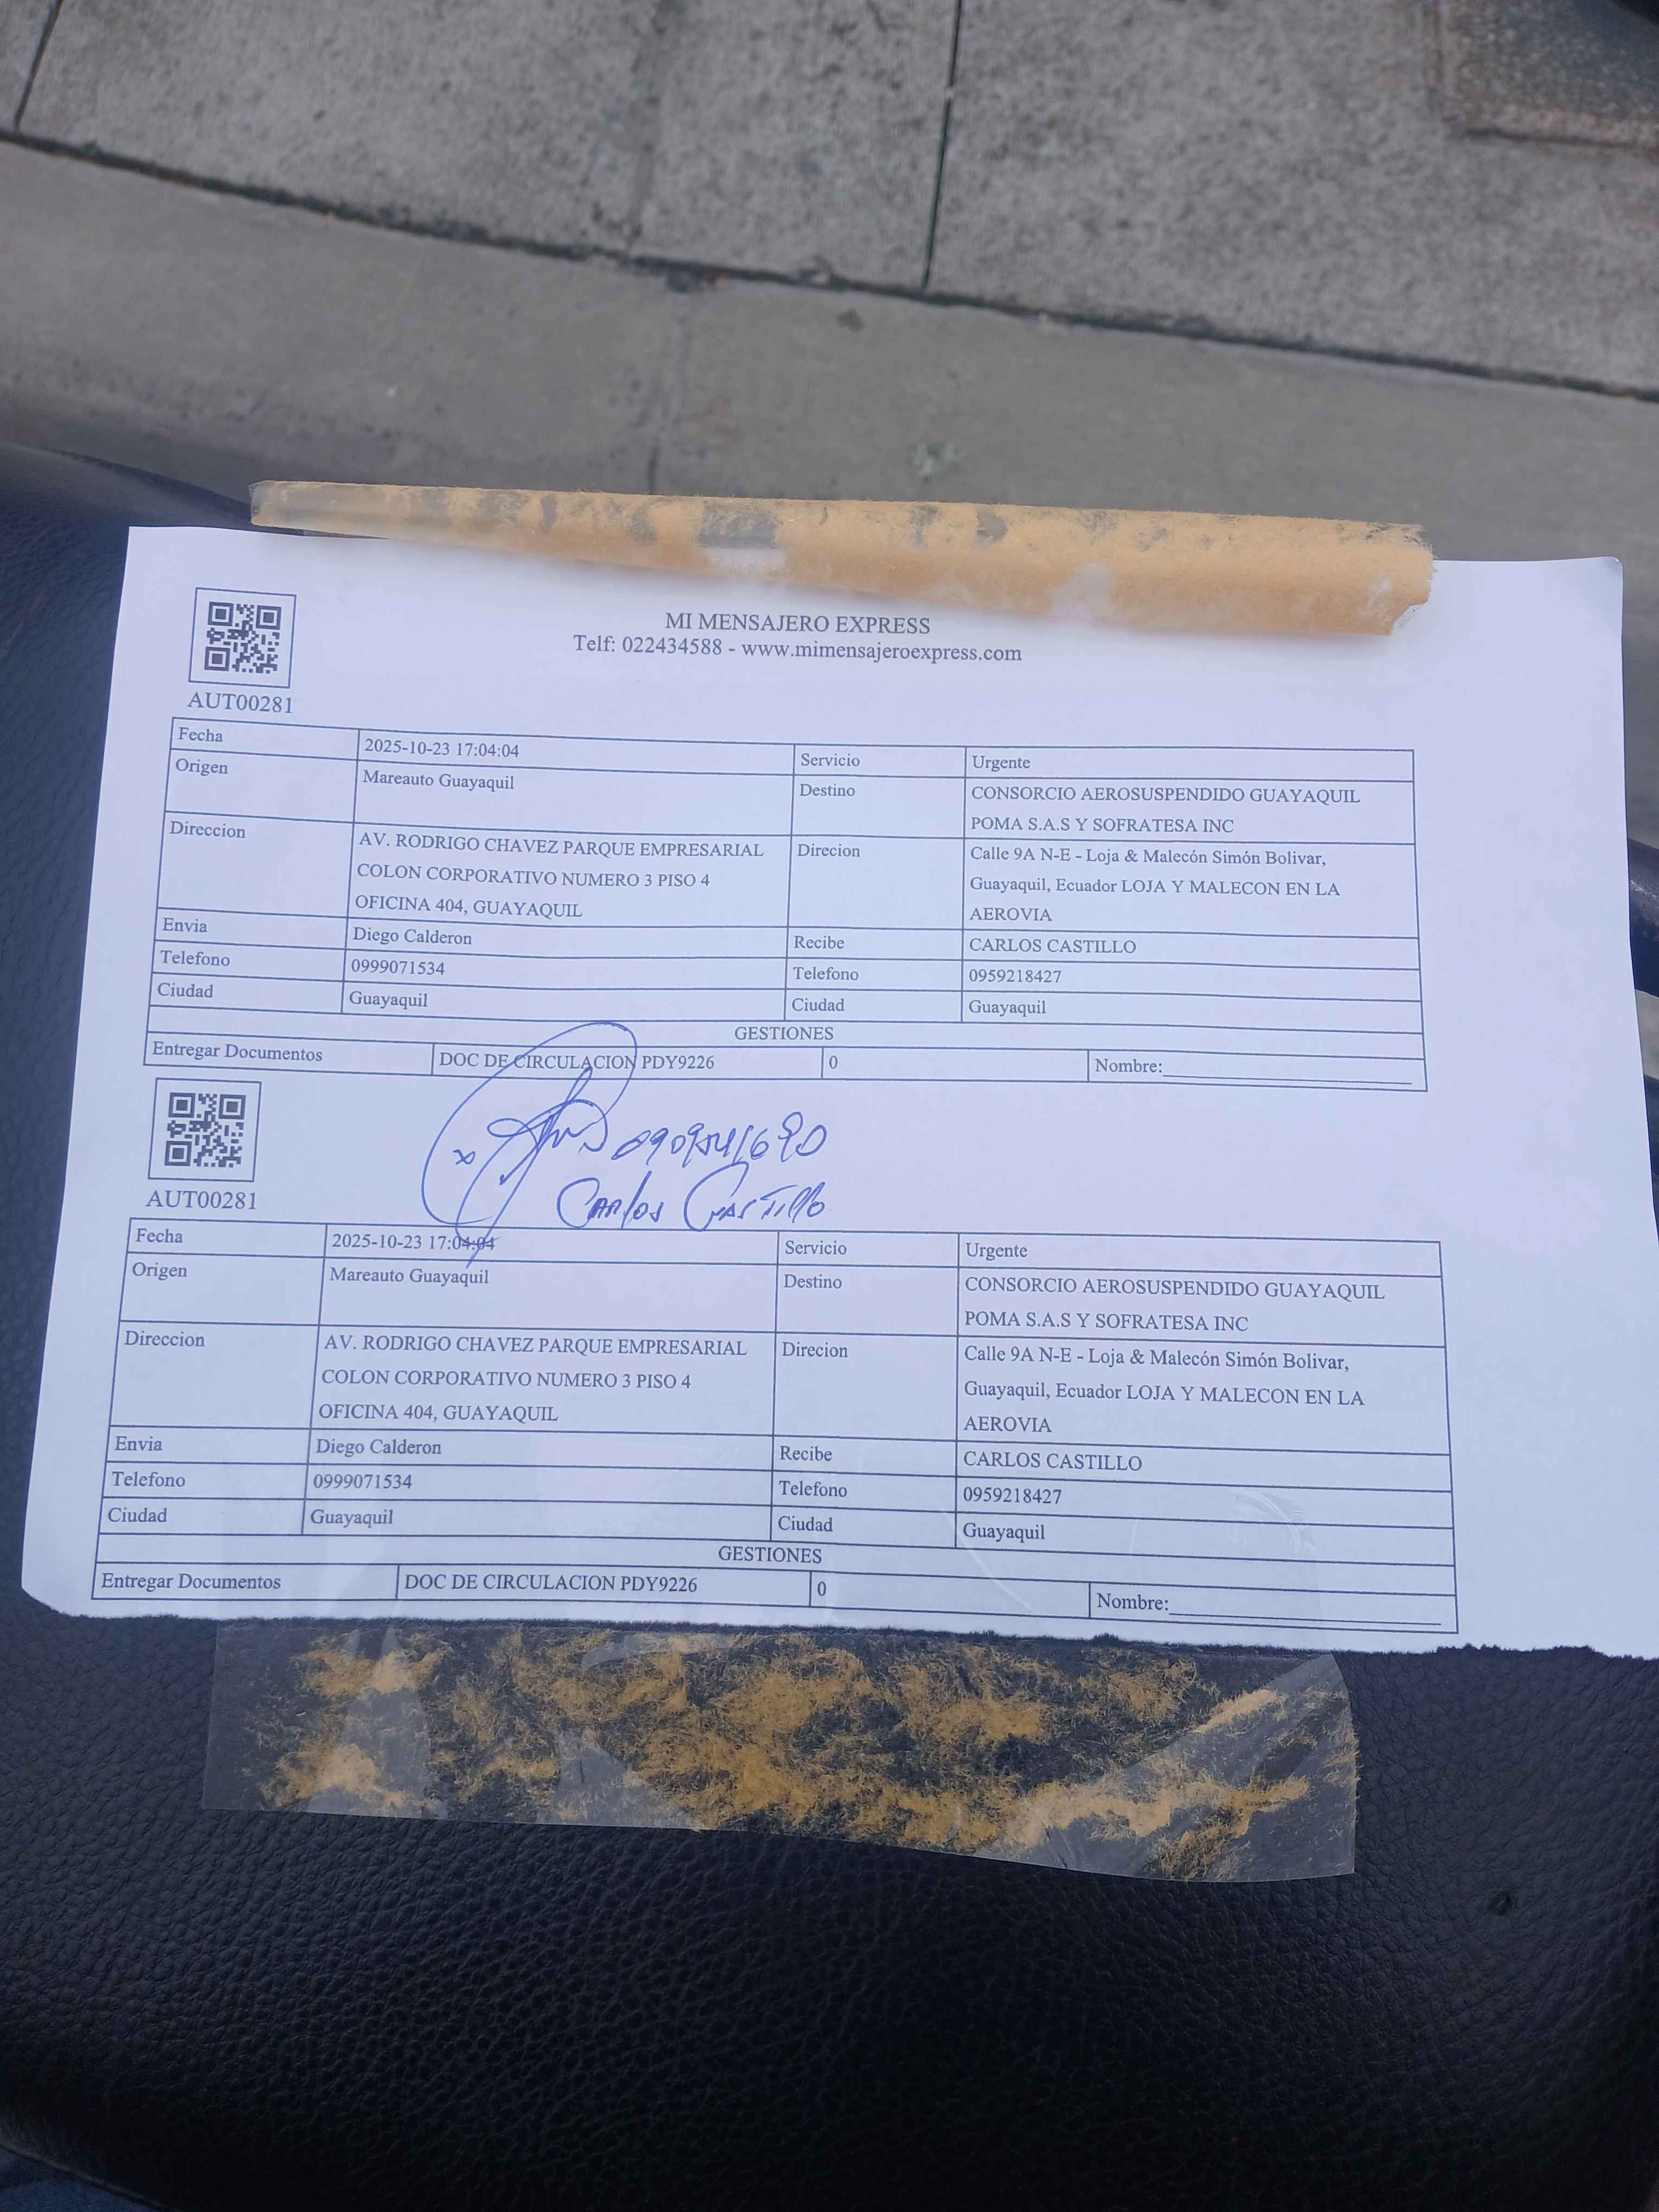 MI MENSAJERO EXPRESS
Telf: 022434588 - www.mimensajeroexpress.com
AUT00281
Fecha 2025-10-23 17:04:04 Servicio Urgente
Origen Mareauto Guayaquil Destino CONSORCIO AEROSUSPENDIDO GUAYAQUIL
POMA S.A.S Y SOFRATESA INC
Direccion AV. RODRIGO CHAVEZ PARQUE EMPRESARIAL Direcion Calle 9A N-E - Loja & Malecón Simón Bolivar,
COLON CORPORATIVO NUMERO 3 PISO 4 Guayaquil, Ecuador LOJA Y MALECON EN LA
OFICINA 404, GUAYAQUIL AEROVIA
Envia Diego Calderon Recibe CARLOS CASTILLO
Telefono 0999071534 Telefono 0959218427
Ciudad Guayaquil Ciudad Guayaquil
GESTIONES
Entregar Documentos DOC DE CIRCULACION PDY9226 0 Nombre:
Carlos Castillo
AUT00281
Fecha 2025-10-23 17:04:04 Servicio Urgente
Origen Mareauto Guayaquil Destino CONSORCIO AEROSUSPENDIDO GUAYAQUIL
POMA S.A.S Y SOFRATESA INC
Direccion AV. RODRIGO CHAVEZ PARQUE EMPRESARIAL Direcion Calle 9A N-E - Loja & Malecón Simón Bolivar,
COLON CORPORATIVO NUMERO 3 PISO 4 Guayaquil, Ecuador LOJA Y MALECON EN LA
OFICINA 404, GUAYAQUIL AEROVIA
Envia Diego Calderon Recibe CARLOS CASTILLO
Telefono 0999071534 Telefono 0959218427
Ciudad Guayaquil Ciudad Guayaquil
GESTIONES
Entregar Documentos DOC DE CIRCULACION PDY9226 0 Nombre: